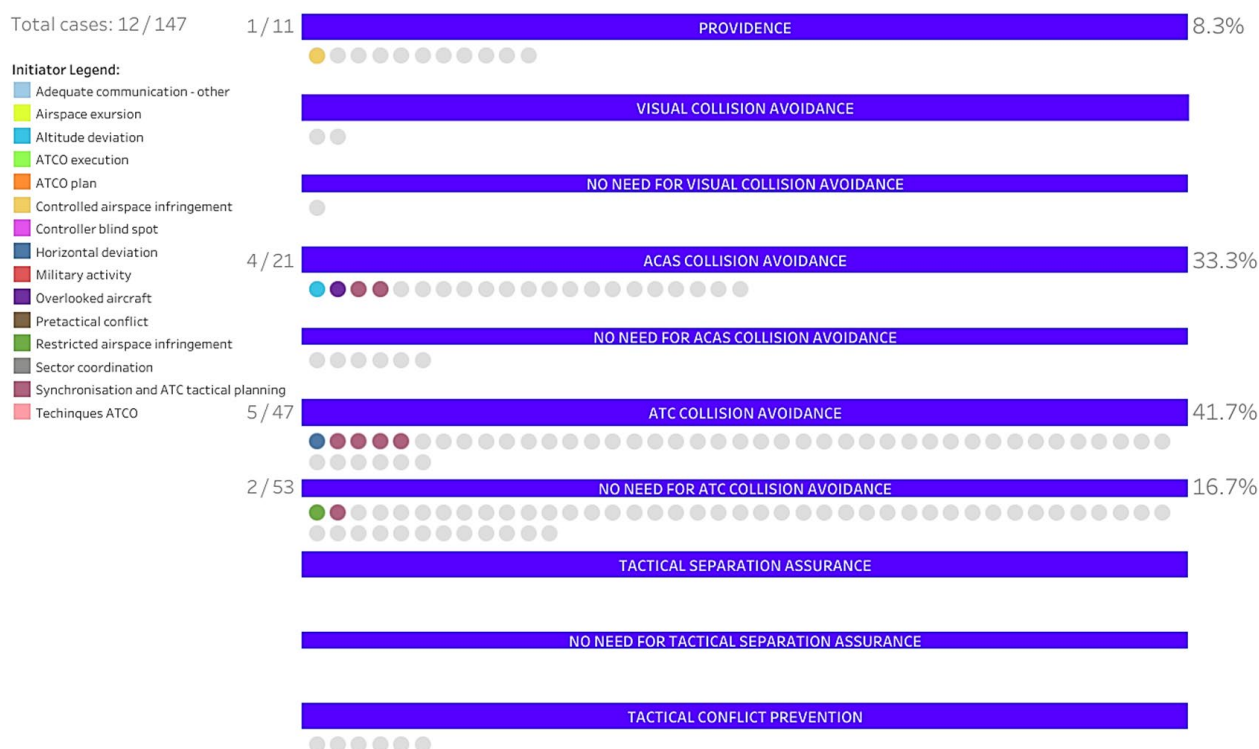 Total cases: 12 / 147
1 / 11
PROVIDENCE
8.3%
Initiator Legend:
Adequate communication - other
Airspace exursion
Altitude deviation
ATCO execution
ATCO plan
Controlled airspace infringement
Controller blind spot
Horizontal deviation
Military activity
Overlooked aircraft
Pretactical conflict
Restricted airspace infringement
Sector coordination
Synchronisation and ATC tactical planning
Techinques ATCO
VISUAL COLLISION AVOIDANCE
NO NEED FOR VISUAL COLLISION AVOIDANCE
4 / 21
ACAS COLLISION AVOIDANCE
33.3%
NO NEED FOR ACAS COLLISION AVOIDANCE
5 / 47
ATC COLLISION AVOIDANCE
41.7%
2 / 53
NO NEED FOR ATC COLLISION AVOIDANCE
16.7%
TACTICAL SEPARATION ASSURANCE
NO NEED FOR TACTICAL SEPARATION ASSURANCE
TACTICAL CONFLICT PREVENTION